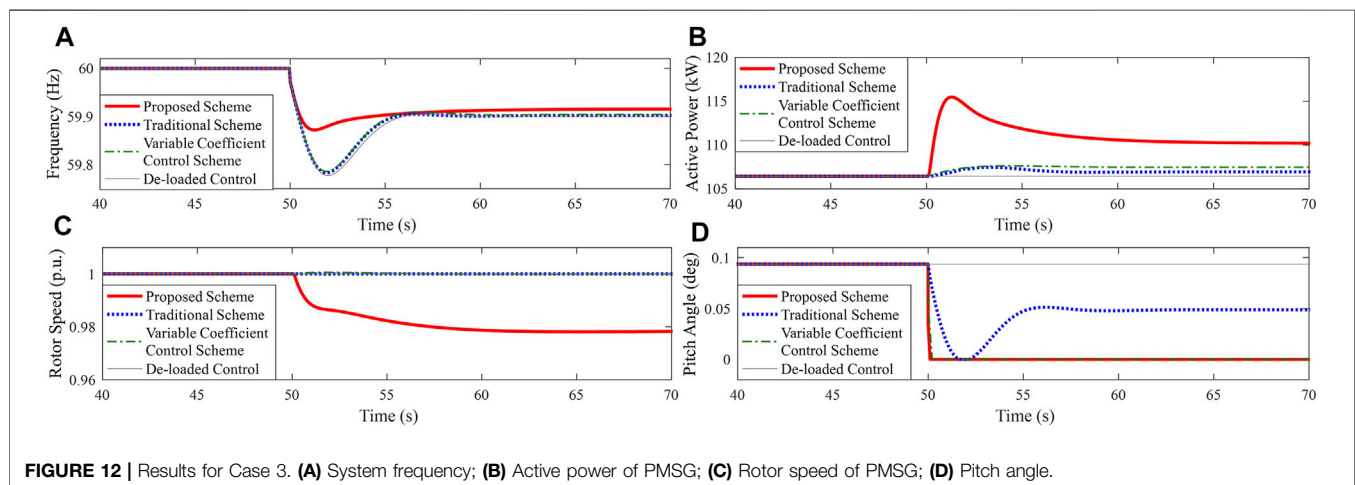 A
Frequency (Hz)
60
59.9
59.8
Proposed Scheme
Traditional Scheme
Variable Coefficient
Control Scheme
De-loaded Control
40 45 50 55 60 65 70
Time (s)
B
Active Power (kW)
120
115
110
105
Proposed Scheme
Traditional Scheme
Variable Coefficient
Control Scheme
De-loaded Control
40 45 50 55 60 65 70
Time (s)
C
Rotor Speed (p.u.)
1
0.98
0.96
Proposed Scheme
Traditional Scheme
Variable Coefficient
Control Scheme
De-loaded Control
40 45 50 55 60 65 70
Time (s)
D
Pitch Angle (deg)
0.1
0.05
0
Proposed Scheme
Traditional Scheme
Variable Coefficient
Control Scheme
De-loaded Control
40 45 50 55 60 65 70
Time (s)
FIGURE 12 | Results for Case 3. (A) System frequency; (B) Active power of PMSG; (C) Rotor speed of PMSG; (D) Pitch angle.